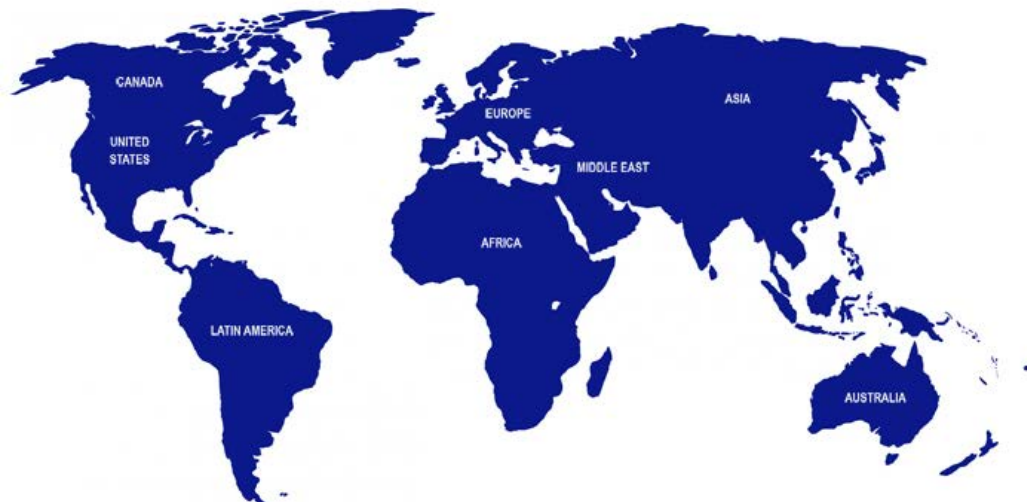 CANADA
UNITED
STATES
EUROPE
ASIA
MIDDLE EAST
AFRICA
LATIN AMERICA
AUSTRALIA